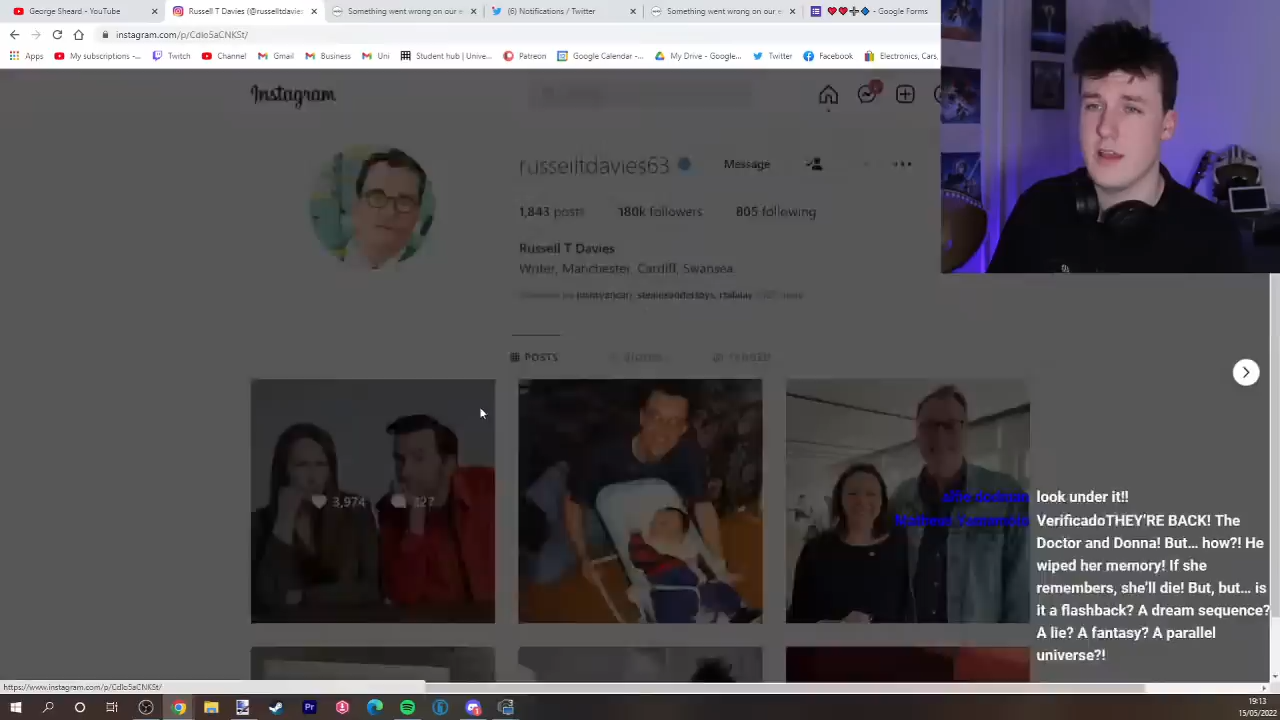 George Sheard - YouTube
Russell T Davies (@russelltdavies
Something went wrong on our e
(6) Notifications / Twitter
Something went wrong on our e
♥♥✚🔷 - Google Forms
instagram.com/p/CdIo5aCNKSt/
Apps
My subscriptions -...
Twitch
Channel
Gmail
Business
Uni
Student hub | Unive...
Patreon
Google Calendar -...
My Drive - Google...
Twitter
Facebook
Electronics, Cars,
Instagram
russelltdavies63
Message
1,843 posts
180k followers
805 following
Russell T Davies
Writer, Manchester, Cardiff, Swansea.
POSTS
3,974
327
look under it!!
VerificadoTHEY'RE BACK! The
Doctor and Donna! But... how?! He
wiped her memory! If she
remembers, she'll die! But, but... is
it a flashback? A dream sequence?
A lie? A fantasy? A parallel
universe?!
https://www.instagram.com/p/CdIo5aCNKSt/
19:13
15/05/2022